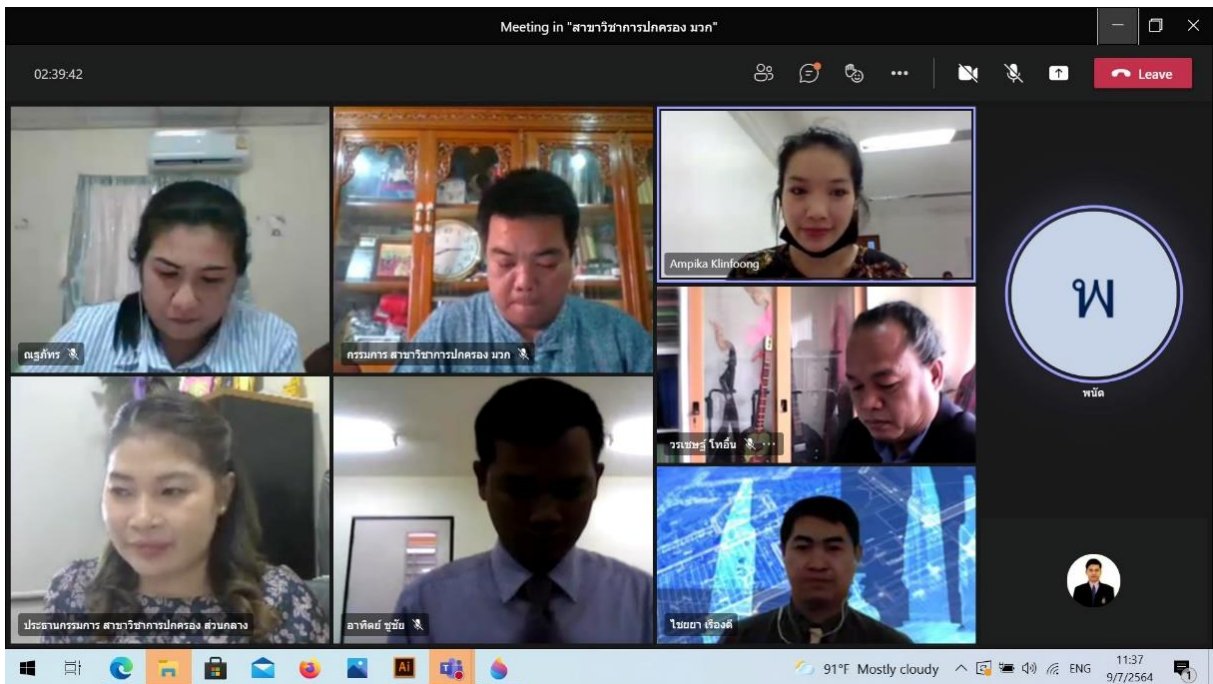 Meeting in "สาขาวิชาการปกครอง มวก"
02:39:42
Leave
ณฐภัทร
กรรมการ สาขาวิชาการปกครอง มวก
Ampika Klinfoong
วรเชษฐ์ โทอื้น
พ
พนัด
ประธานกรรมการ สาขาวิชาการปกครอง ส่วนกลาง
อาทิตย์ ชูชัย
ไชยยา เรืองดี
Ai
91°F Mostly cloudy
ENG
11:37
9/7/2564
1